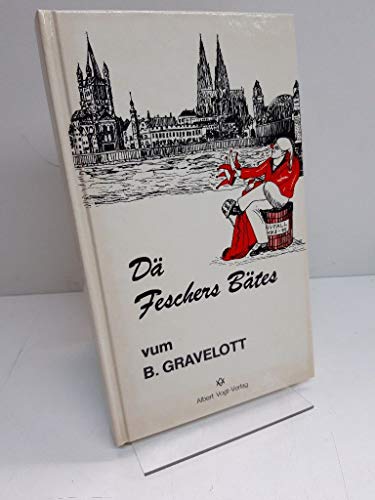 Dä
Feschers Bätes
vum
B. GRAVELOTT
Albert Vogt-Verlag